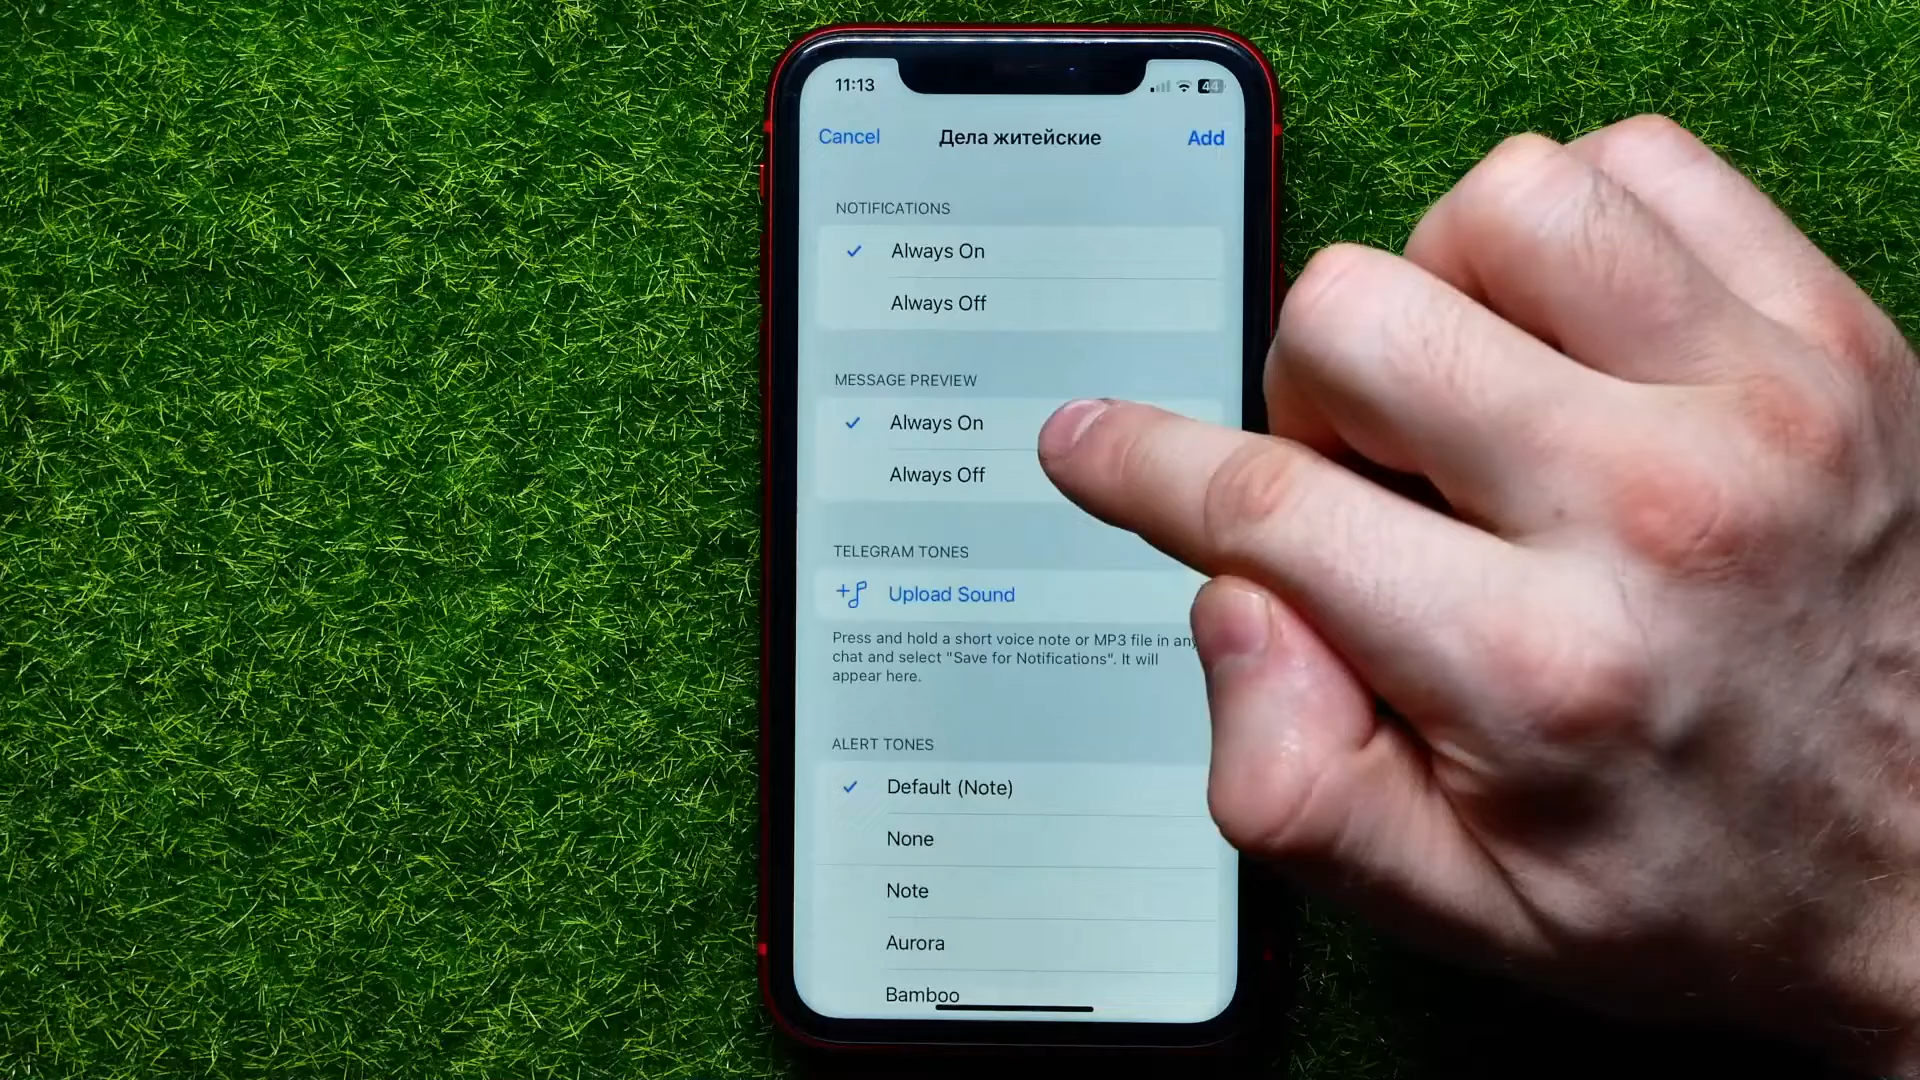 11:13
44
Cancel
Дела житейские
Add
NOTIFICATIONS
Always On
Always Off
MESSAGE PREVIEW
Always On
Always Off
TELEGRAM TONES
Upload Sound
Press and hold a short voice note or MP3 file in any
chat and select "Save for Notifications". It will
appear here.
ALERT TONES
Default (Note)
None
Note
Aurora
Bamboo